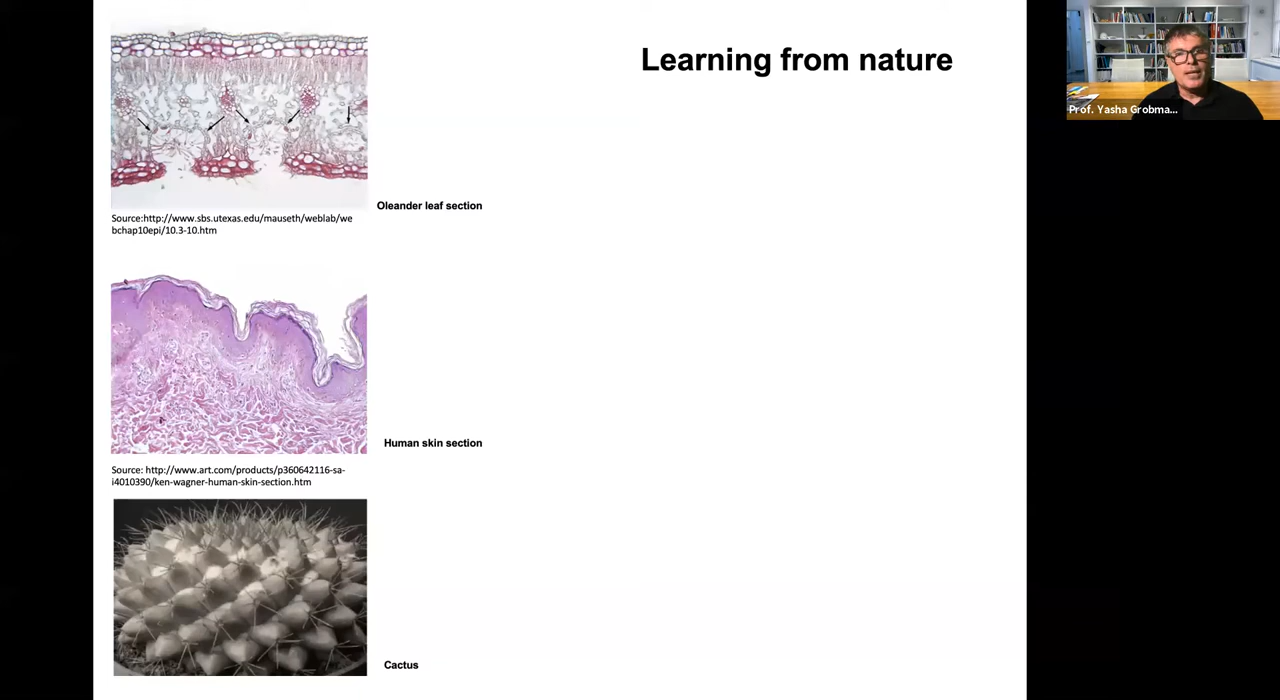 Learning from nature
Prof. Yasha Grobma...
Oleander leaf section
Source:http://www.sbs.utexas.edu/mauseth/weblab/we
bchap10epi/10.3-10.htm
Human skin section
Source: http://www.art.com/products/p360642116-sa-
i4010390/ken-wagner-human-skin-section.htm
Cactus